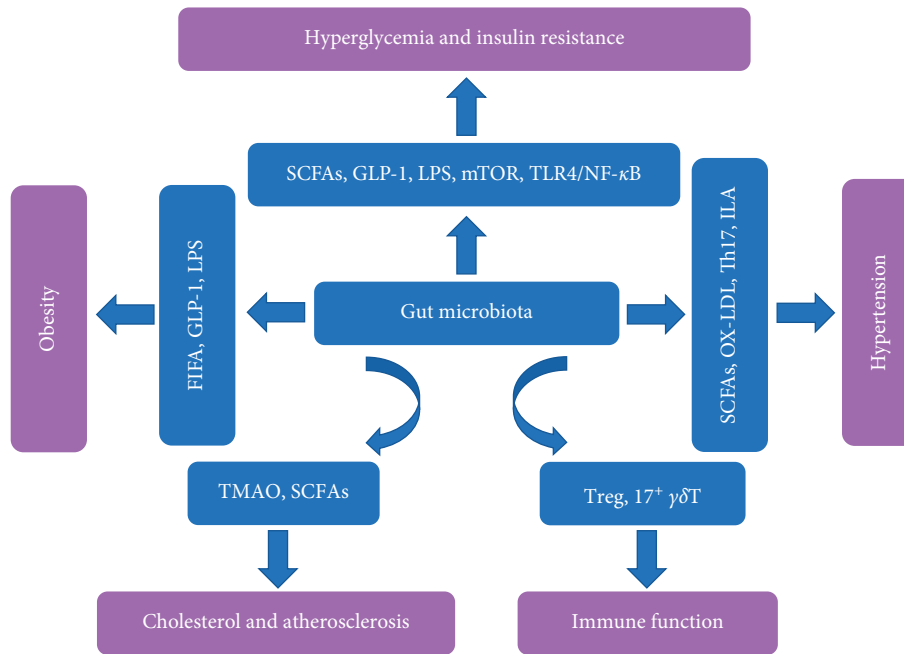 Hyperglycemia and insulin resistance
SCFAs, GLP-1, LPS, mTOR, TLR4/NF-κB
Obesity
FIFA, GLP-1, LPS
Gut microbiota
SCFAs, OX-LDL, Th17, ILA
Hypertension
TMAO, SCFAs
Treg, 17⁺ γδT
Cholesterol and atherosclerosis
Immune function